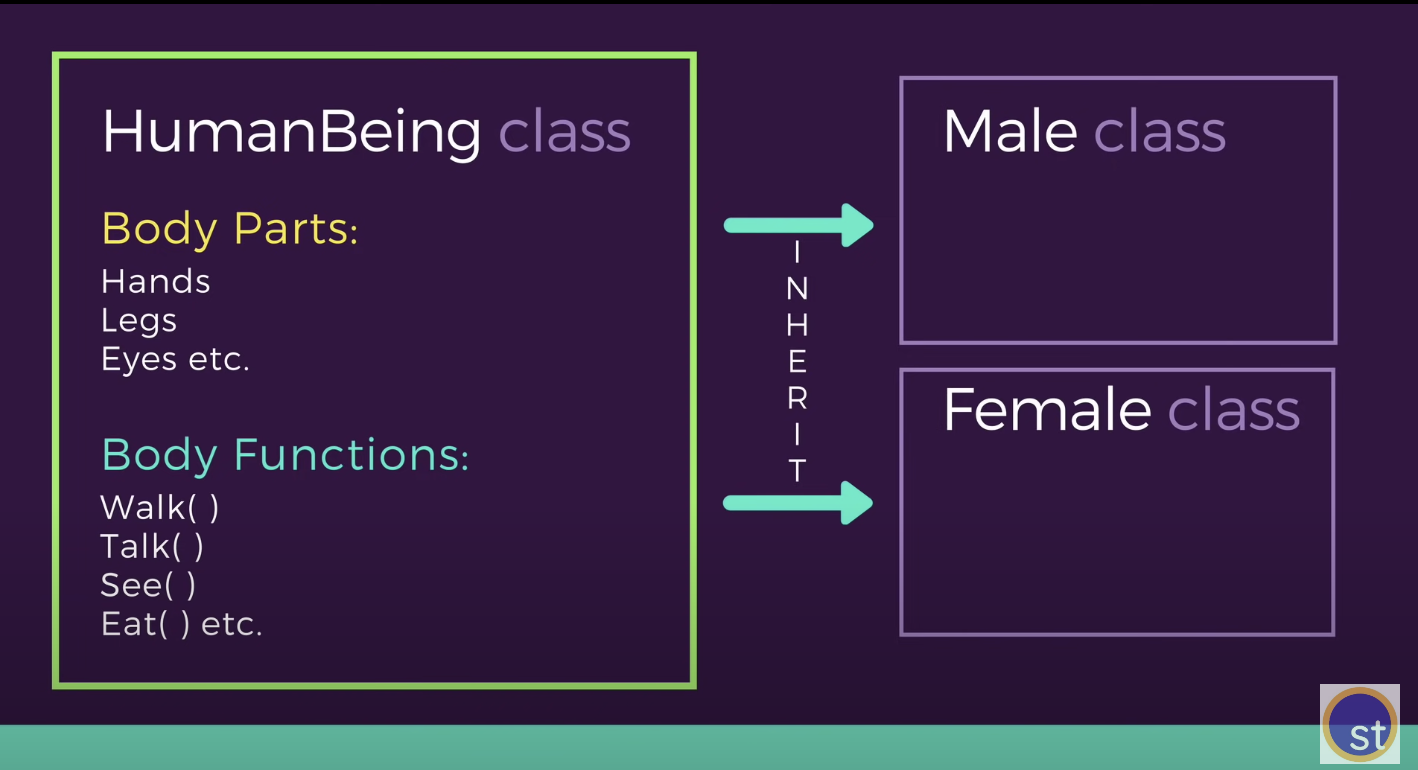 HumanBeing class
Body Parts:
Hands
Legs
Eyes etc.
Body Functions:
Walk( )
Talk( )
See( )
Eat( ) etc.
INHERIT
Male class
Female class
st